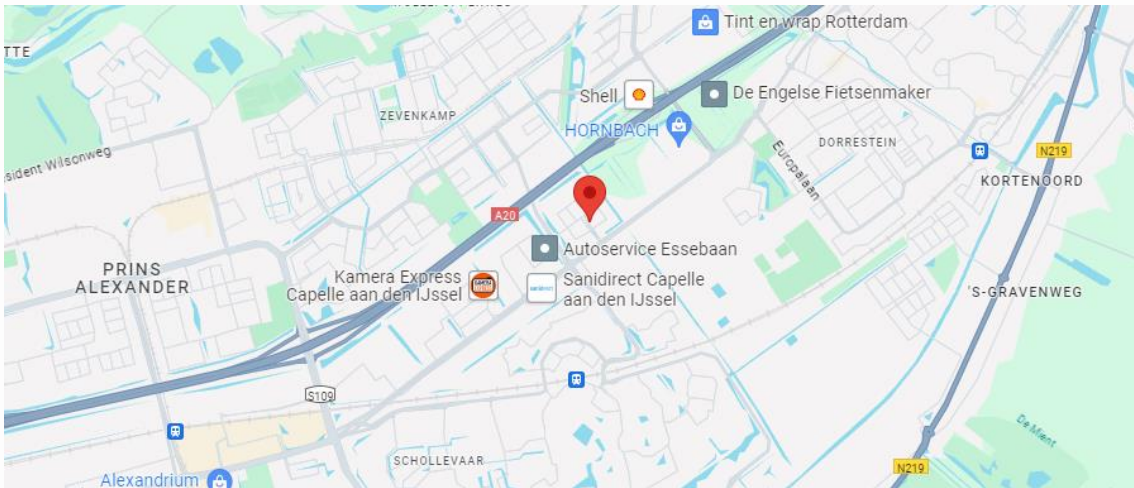 TTE
Tint en wrap Rotterdam
Shell
De Engelse Fietsenmaker
ZEVENKAMP
HORNBACH
DORRESTEIN
N219
sident Wilsonweg
Europalaan
KORTENOORD
A20
Autoservice Essebaan
PRINS
ALEXANDER
Kamera Express
Capelle aan den IJssel
Sanidirect Capelle
aan den IJssel
'S-GRAVENWEG
S109
De Mient
SCHOLLEVAAR
N219
Alexandrium